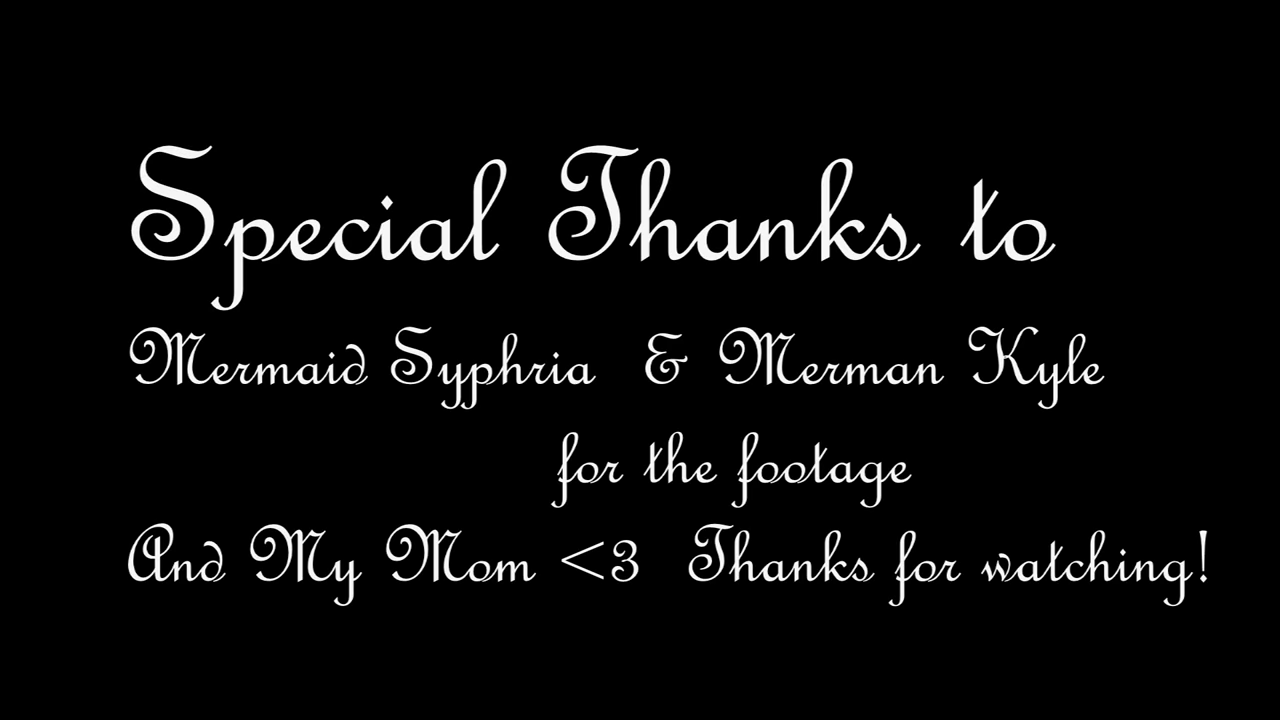 Special Thanks to
Mermaid Syphria & Merman Kyle
for the footage
And My Mom <3 Thanks for watching!